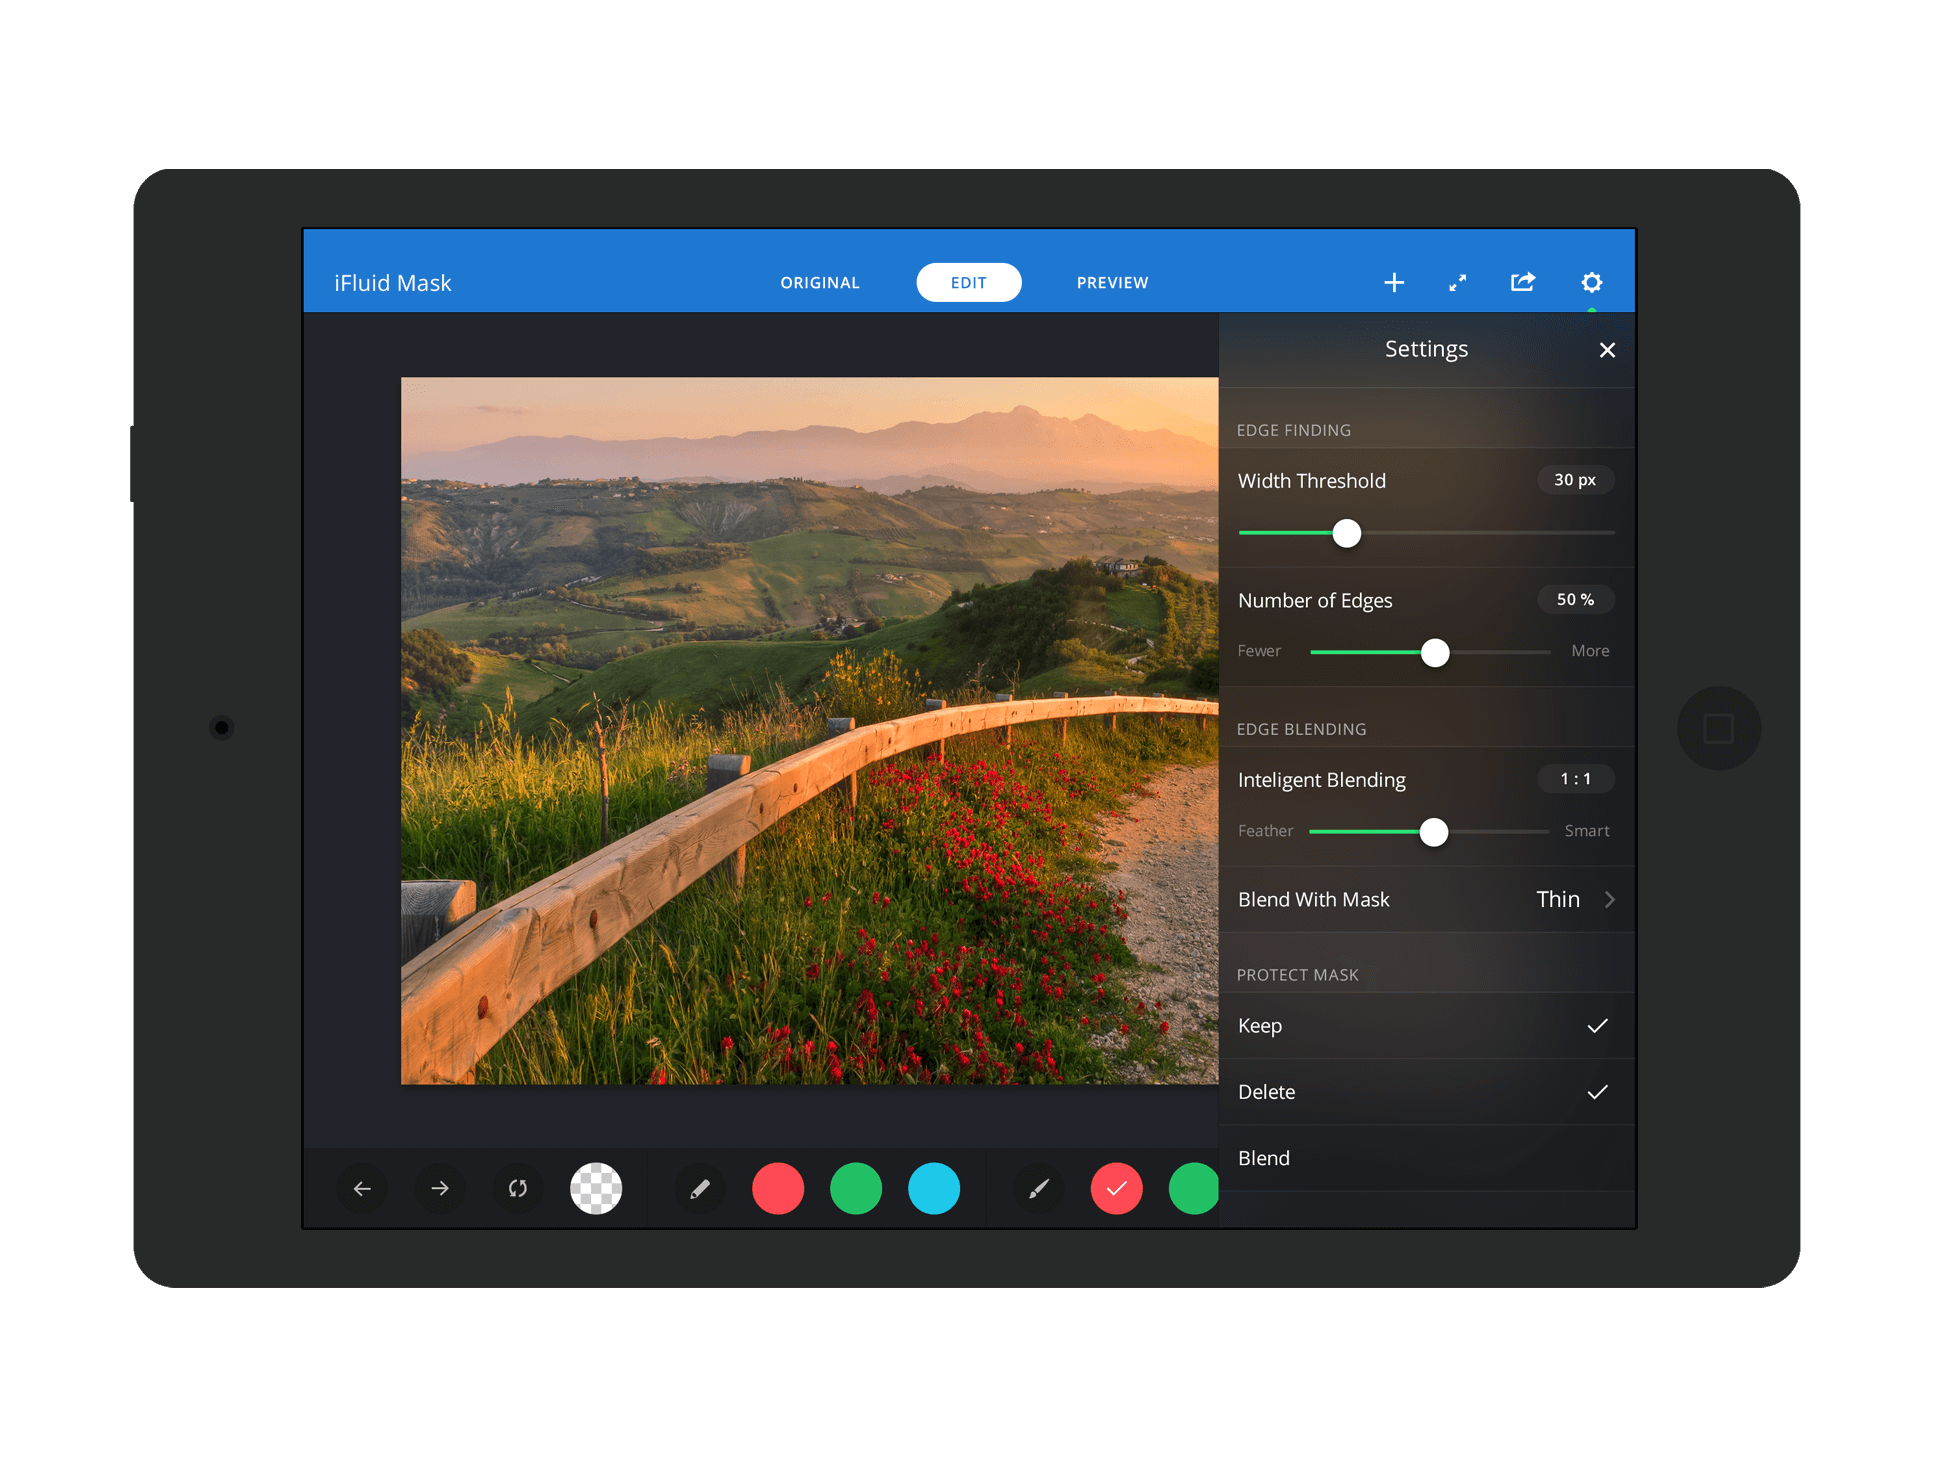 iFluid Mask
ORIGINAL
EDIT
PREVIEW
Settings
EDGE FINDING
Width Threshold
30 px
Number of Edges
50 %
Fewer
More
EDGE BLENDING
Inteligent Blending
1 : 1
Feather
Smart
Blend With Mask
Thin
PROTECT MASK
Keep
Delete
Blend